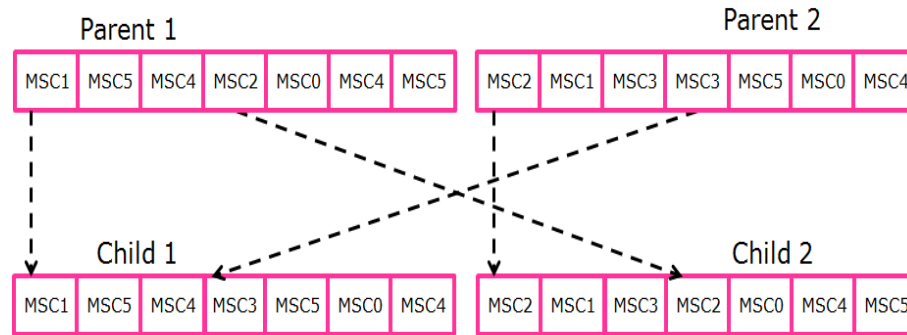 Parent 1
Parent 2
MSC1 MSC5 MSC4 MSC2 MSC0 MSC4 MSC5
MSC2 MSC1 MSC3 MSC3 MSC5 MSC0 MSC4
Child 1
Child 2
MSC1 MSC5 MSC4 MSC3 MSC5 MSC0 MSC4
MSC2 MSC1 MSC3 MSC2 MSC0 MSC4 MSC5